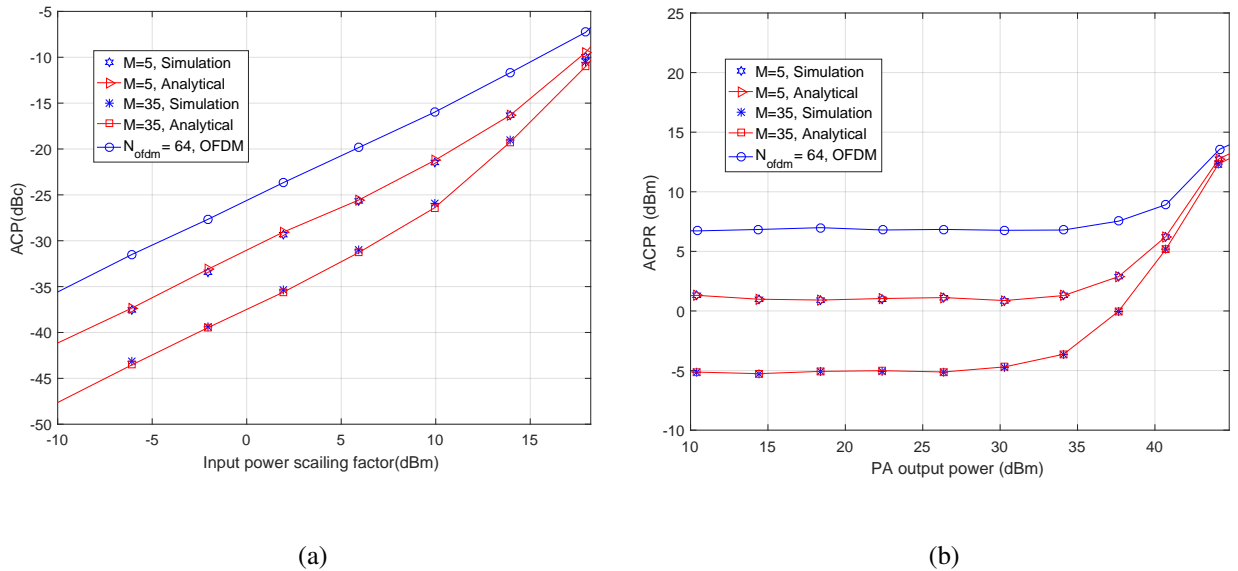 -5
-10
-15
-20
-25
-30
-35
-40
-45
-50
ACP(dBc)
M=5, Simulation
M=5, Analytical
M=35, Simulation
M=35, Analytical
N_ofdm = 64, OFDM
-10 -5 0 5 10 15
Input power scailing factor(dBm)
(a)
25
20
15
10
5
0
-5
-10
ACPR (dBm)
M=5, Simulation
M=5, Analytical
M=35, Simulation
M=35, Analytical
N_ofdm = 64, OFDM
10 15 20 25 30 35 40
PA output power (dBm)
(b)